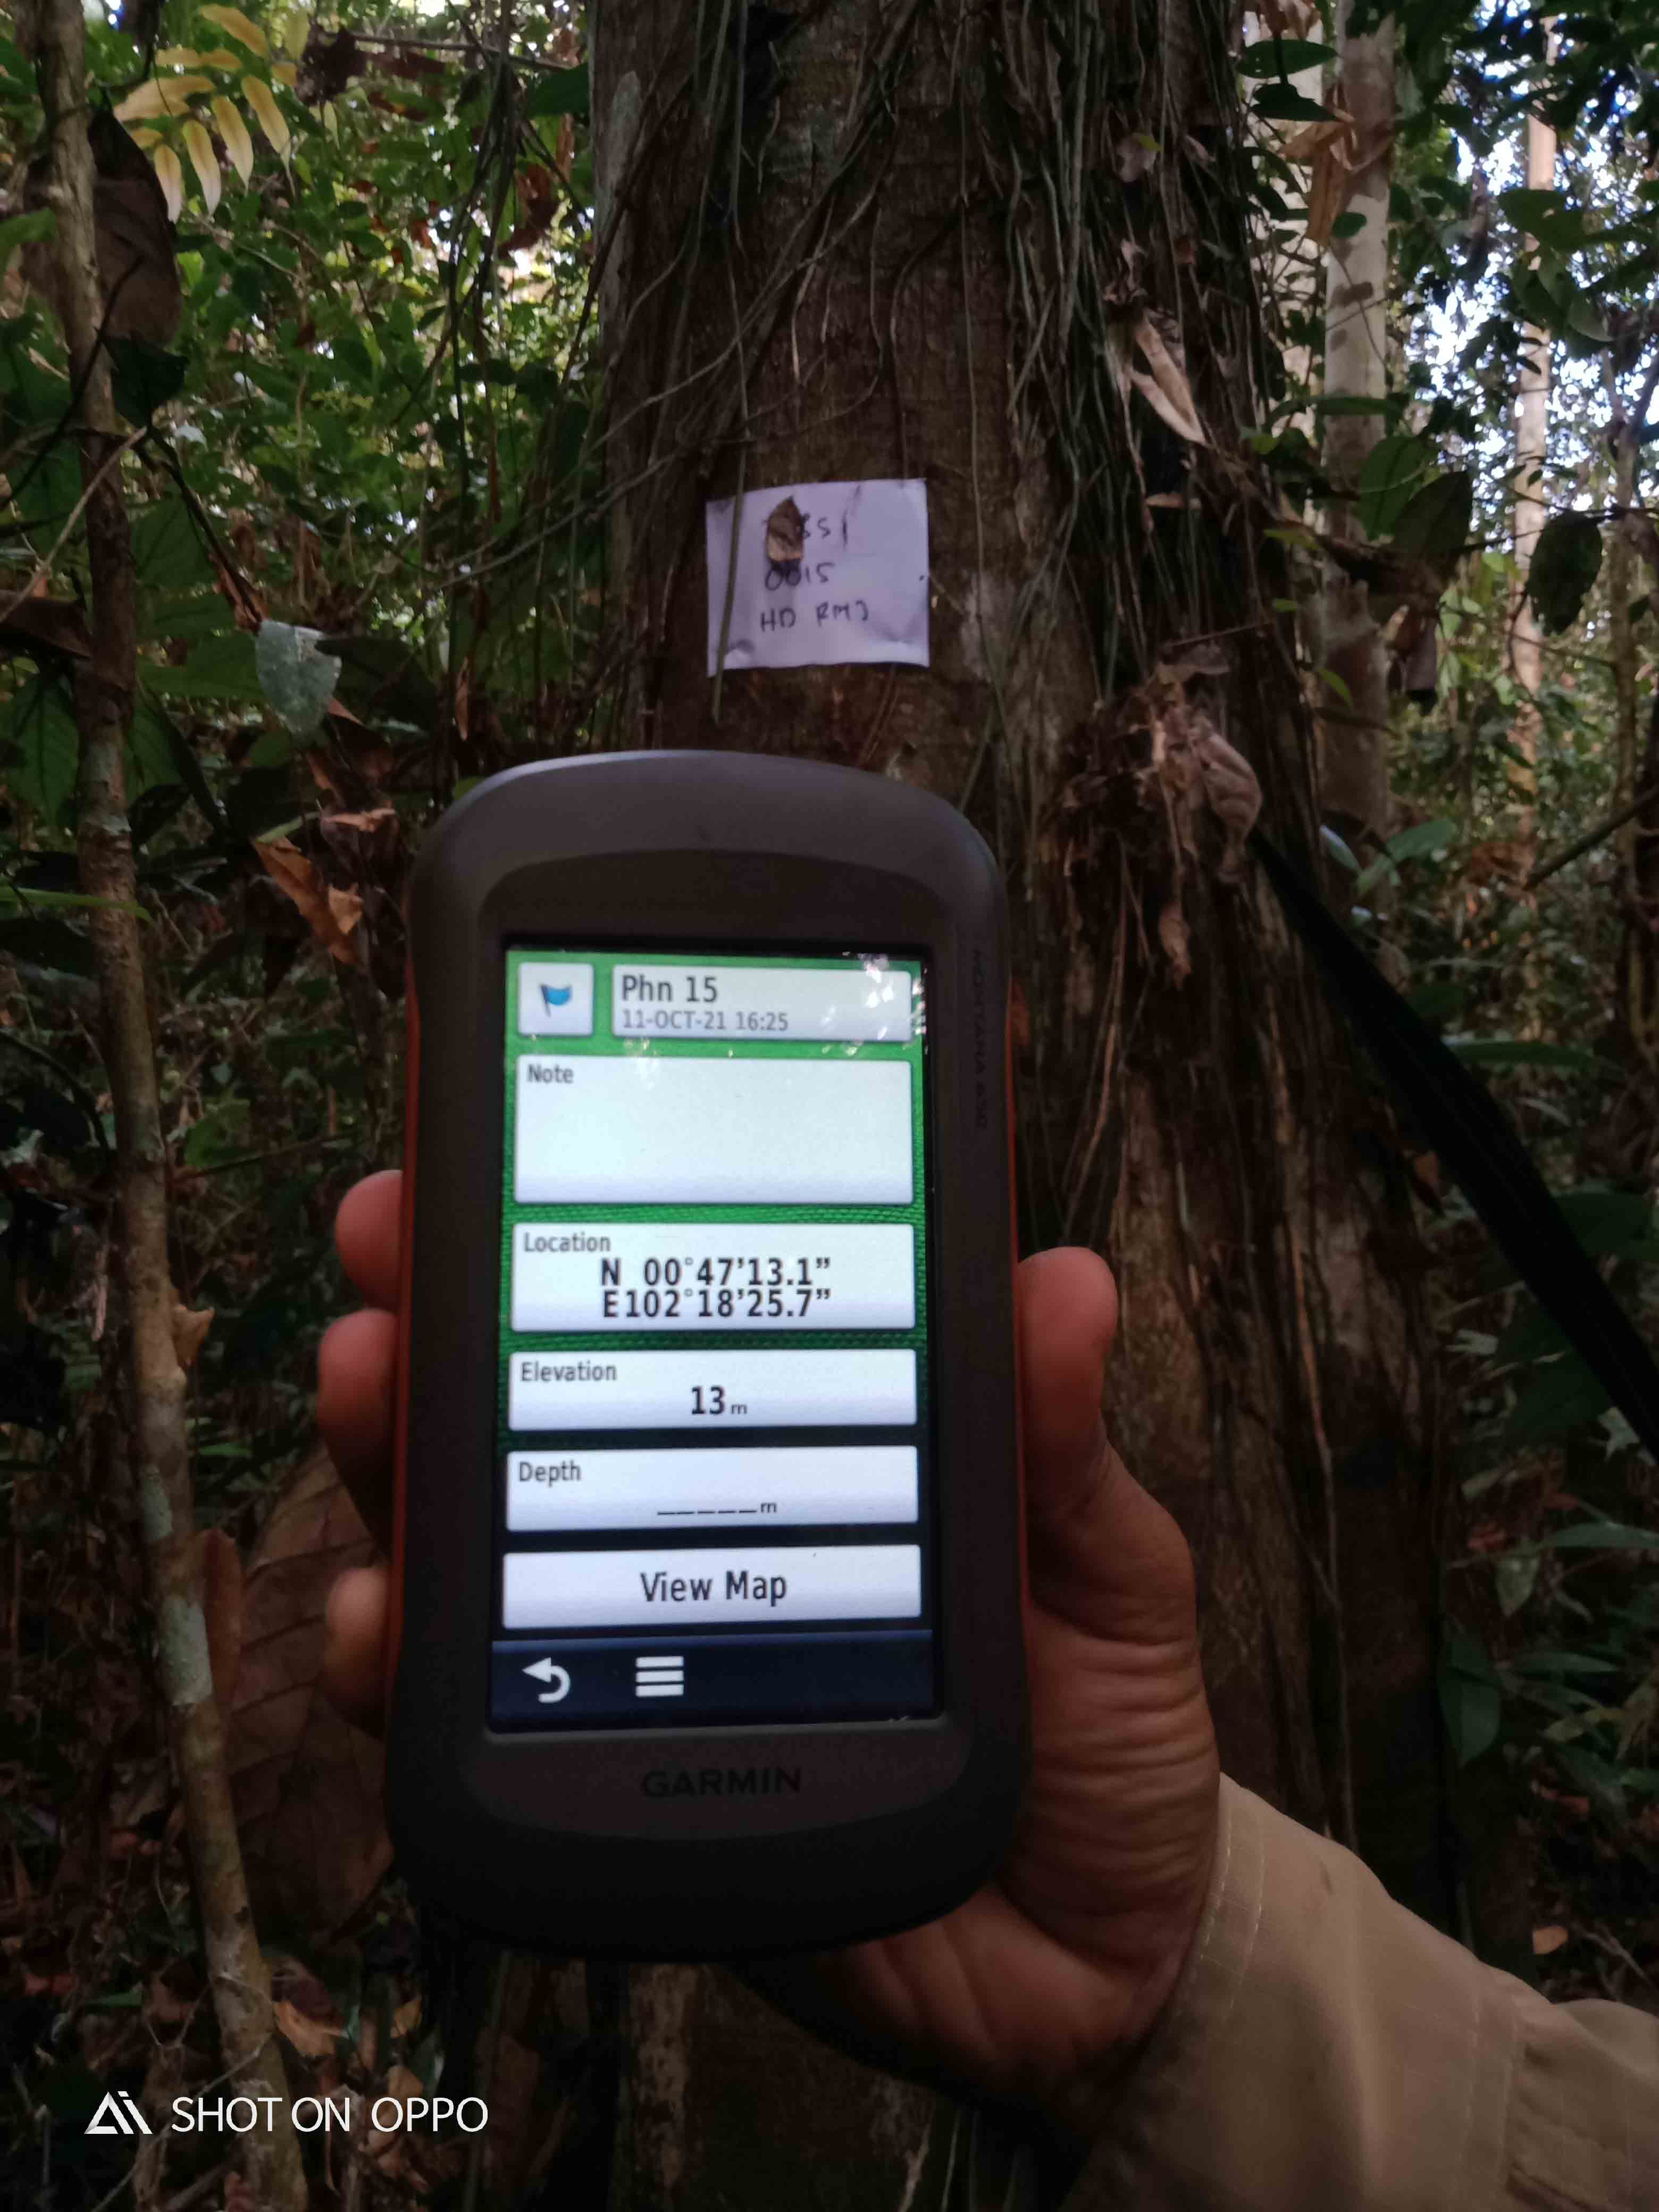 0015
HD RMJ
Phn 15
11-OCT-21 16:25
Note
Location
N 00°47'13.1"
E102°18'25.7"
Elevation
13 m
Depth
_____m
View Map
GARMIN
SHOT ON OPPO